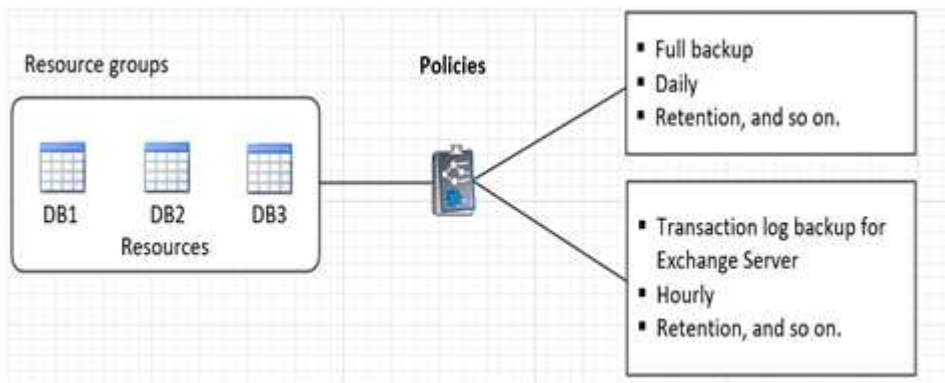 Resource groups
DB1
DB2
DB3
Resources
Policies
▪ Full backup
▪ Daily
▪ Retention, and so on.
▪ Transaction log backup for
Exchange Server
▪ Hourly
▪ Retention, and so on.